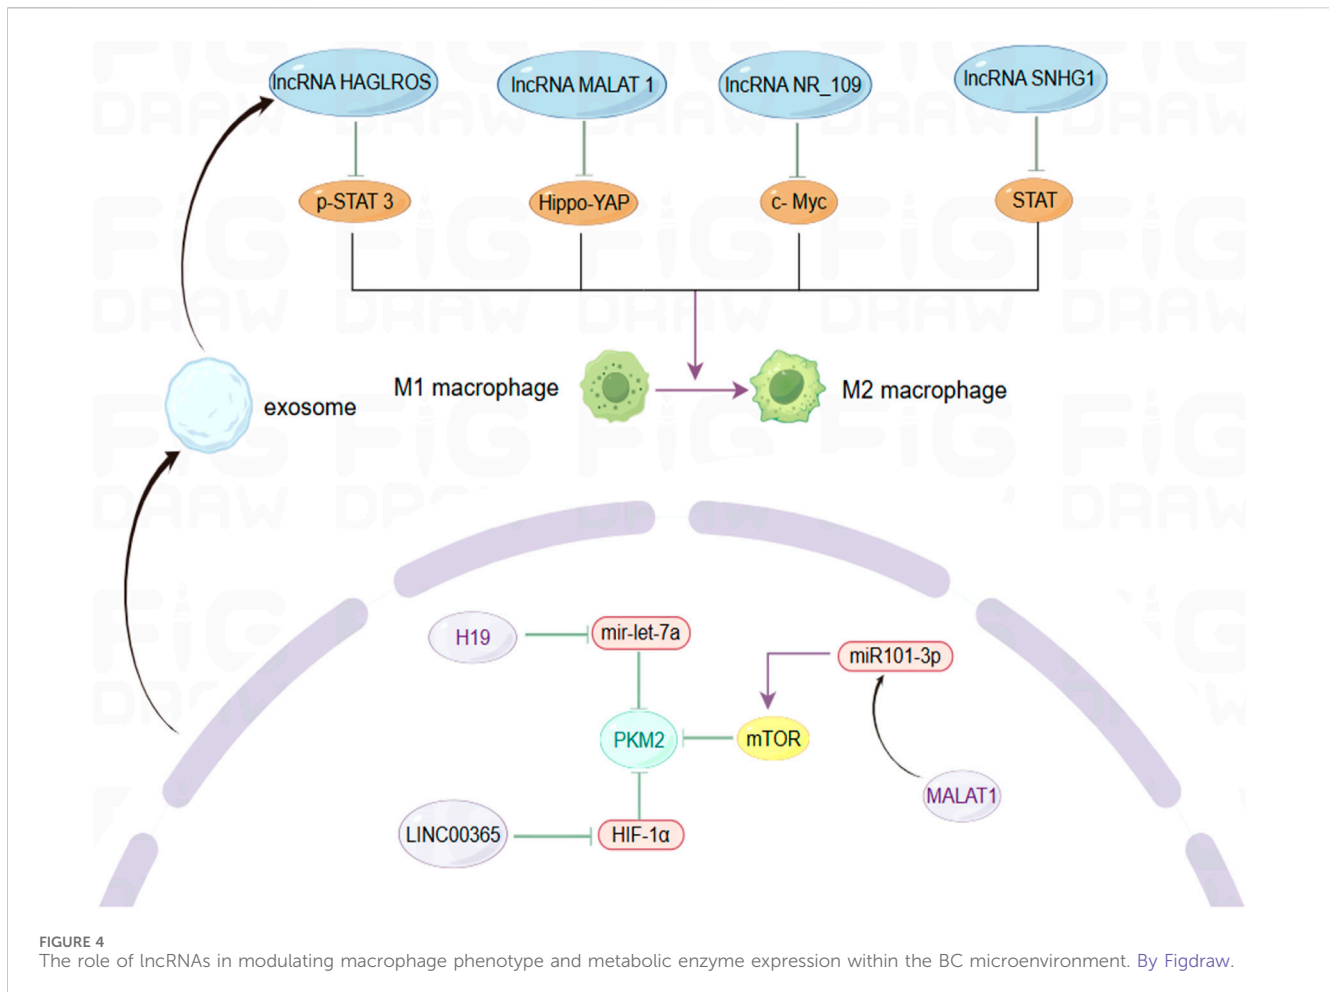 lncRNA HAGLROS
lncRNA MALAT 1
lncRNA NR_109
lncRNA SNHG1
p-STAT 3
Hippo-YAP
c- Myc
STAT
M1 macrophage
M2 macrophage
exosome
H19
mir-let-7a
miR101-3p
PKM2
mTOR
MALAT1
LINC00365
HIF-1α
FIGURE 4
The role of lncRNAs in modulating macrophage phenotype and metabolic enzyme expression within the BC microenvironment. By Figdraw.